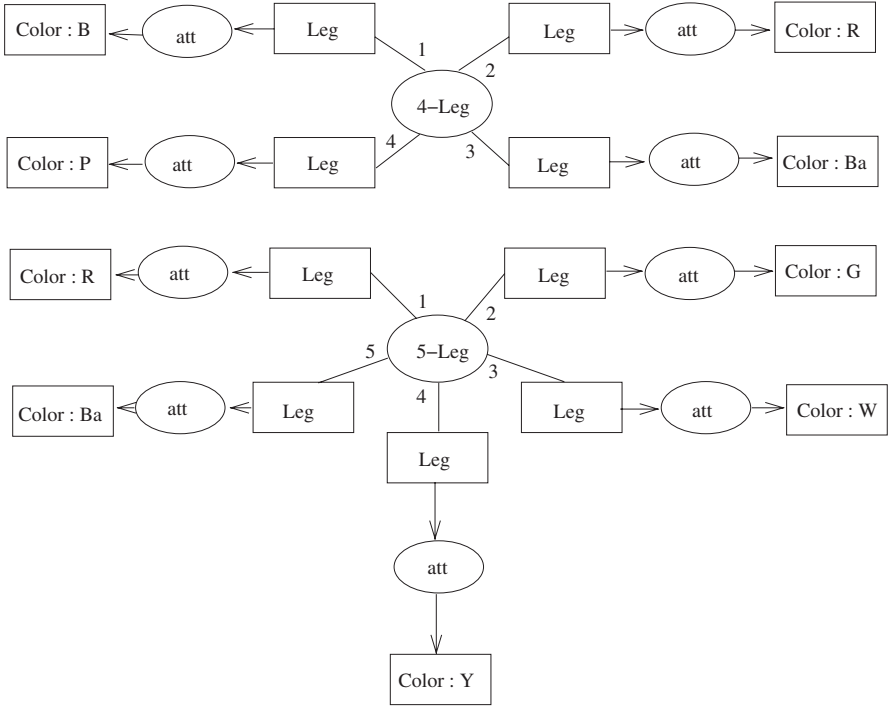 Color : B att Leg Leg att Color : R
1 2
4–Leg
4 3
Color : P att Leg Leg att Color : Ba
Color : R att Leg Leg att Color : G
1 2
5–Leg
5 3
4
Color : Ba att Leg Leg att Color : W
Leg
att
Color : Y